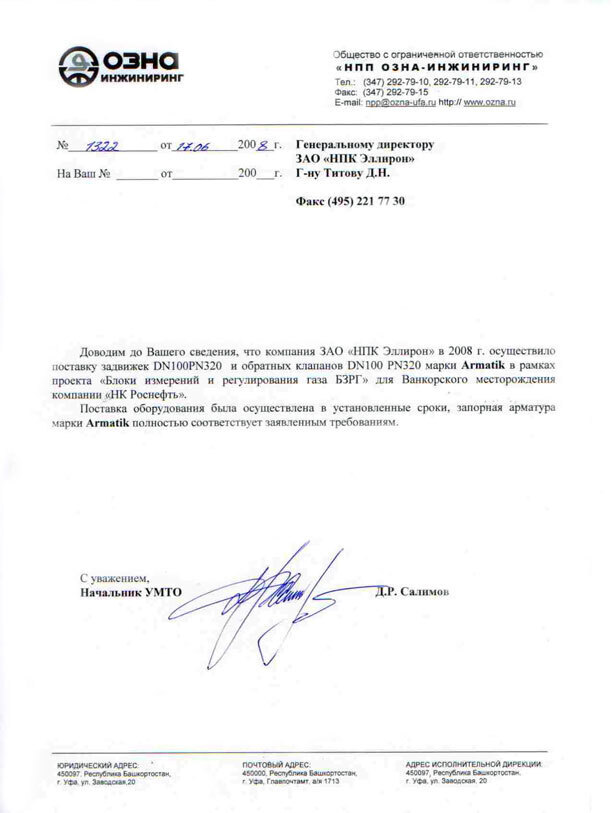 ОЗНА
ИНЖИНИРИНГ
Общество с ограниченной ответственностью
«НПП ОЗНА-ИНЖИНИРИНГ»
Тел.: (347) 292-79-10, 292-79-11, 292-79-13
Факс: (347) 292-79-15
E-mail: npp@ozna-ufa.ru http:// www.ozna.ru
№ 1322 от 17.06 2008 г.
На Ваш № ______ от ______ 200__ г.
Генеральному директору
ЗАО «НПК Эллирон»
Г-ну Титову Д.Н.
Факс (495) 221 77 30
Доводим до Вашего сведения, что компания ЗАО «НПК Эллирон» в 2008 г. осуществило
поставку задвижек DN100PN320 и обратных клапанов DN100 PN320 марки Armatik в рамках
проекта «Блоки измерений и регулирования газа БЗРГ» для Ванкорского месторождения
компании «НК Роснефть».
Поставка оборудования была осуществлена в установленные сроки, запорная арматура
марки Armatik полностью соответствует заявленным требованиям.
С уважением,
Начальник УМТО
Д.Р. Салимов
ЮРИДИЧЕСКИЙ АДРЕС:
450097, Республика Башкортостан,
г. Уфа, ул. Заводская,20
ПОЧТОВЫЙ АДРЕС:
450000, Республика Башкортостан,
г. Уфа, Главпочтамт, а/я 1713
АДРЕС ИСПОЛНИТЕЛЬНОЙ ДИРЕКЦИИ:
450097, Республика Башкортостан,
г. Уфа, ул. Заводская, 20